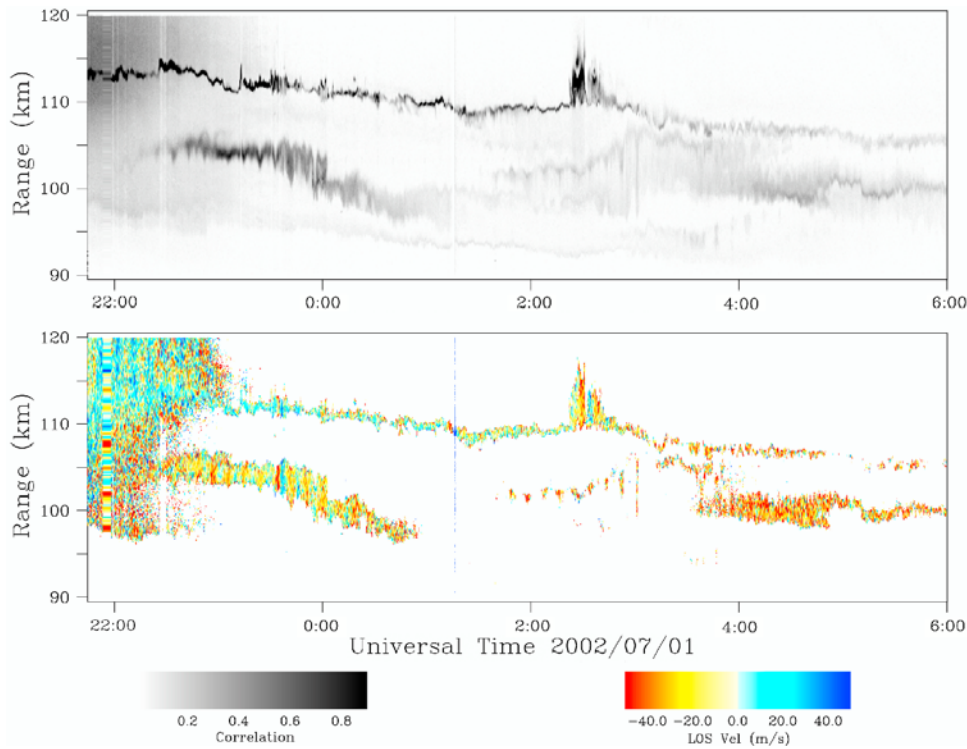 120
110
100
90
Range (km)
22:00 0:00 2:00 4:00 6:00
120
110
100
90
Range (km)
22:00 0:00 2:00 4:00 6:00
Universal Time 2002/07/01
0.2 0.4 0.6 0.8
Correlation
-40.0 -20.0 0.0 20.0 40.0
LOS Vel (m/s)